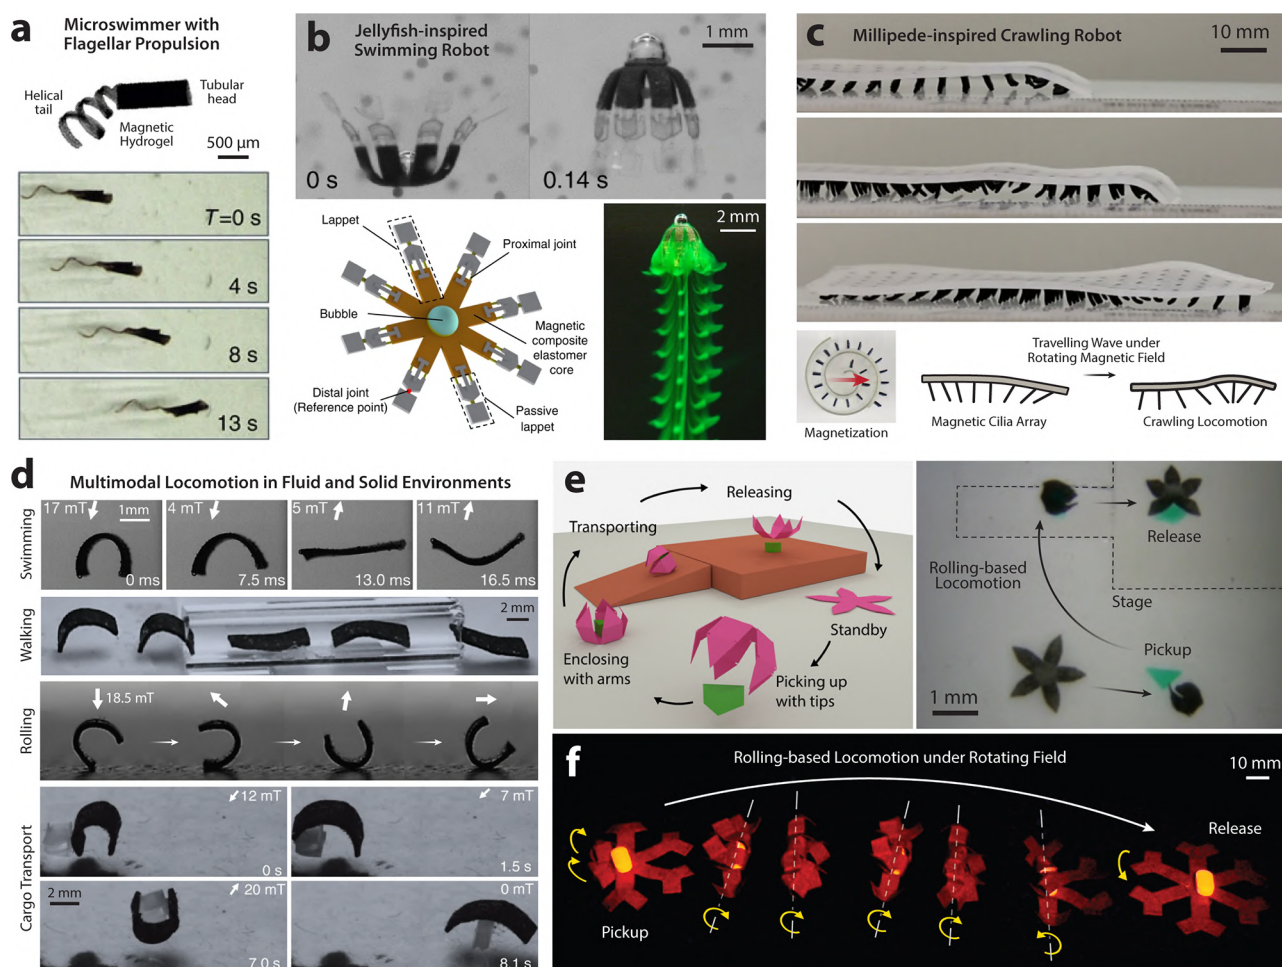 a
Microswimmer with
Flagellar Propulsion
Helical
tail
Tubular
head
Magnetic
Hydrogel
500 µm
T=0 s
4 s
8 s
13 s
b
Jellyfish-inspired
Swimming Robot
1 mm
0 s
0.14 s
Lappet
Proximal joint
Bubble
Magnetic
composite
elastomer
core
Distal joint
(Reference point)
Passive
lappet
2 mm
c
Millipede-inspired Crawling Robot
10 mm
Travelling Wave under
Rotating Magnetic Field
Magnetization
Magnetic Cilia Array
Crawling Locomotion
d
Multimodal Locomotion in Fluid and Solid Environments
Swimming
17 mT
1mm
0 ms
4 mT
7.5 ms
5 mT
13.0 ms
11 mT
16.5 ms
Walking
2 mm
Rolling
18.5 mT
Cargo Transport
12 mT
0 s
7 mT
1.5 s
2 mm
20 mT
7.0 s
0 mT
8.1 s
e
Releasing
Transporting
Standby
Enclosing
with arms
Picking up
with tips
Release
Rolling-based
Locomotion
Stage
Pickup
1 mm
f
Rolling-based Locomotion under Rotating Field
10 mm
Release
Pickup